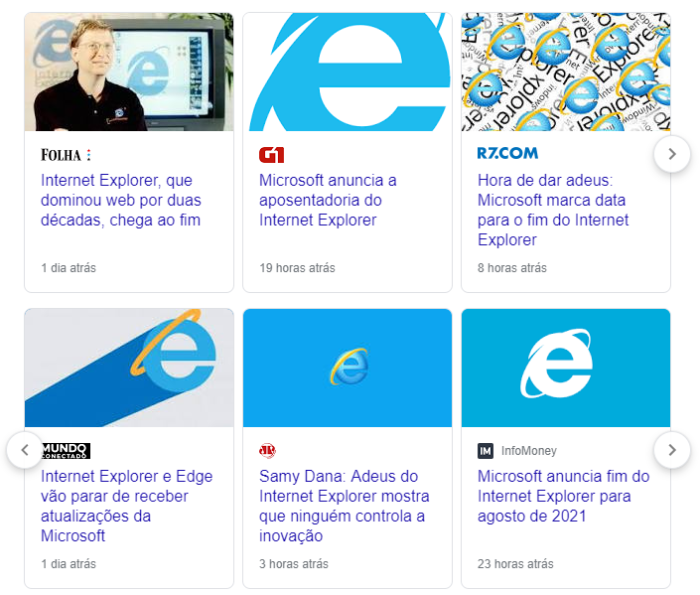 FOLHA
Internet Explorer, que
dominou web por duas
décadas, chega ao fim
1 dia atrás
G1
Microsoft anuncia a
aposentadoria do
Internet Explorer
19 horas atrás
R7.COM
Hora de dar adeus:
Microsoft marca data
para o fim do Internet
Explorer
8 horas atrás
MUNDO
CONECTADO
Internet Explorer e Edge
vão parar de receber
atualizações da
Microsoft
1 dia atrás
JP
Samy Dana: Adeus do
Internet Explorer mostra
que ninguém controla a
inovação
3 horas atrás
IM InfoMoney
Microsoft anuncia fim do
Internet Explorer para
agosto de 2021
23 horas atrás